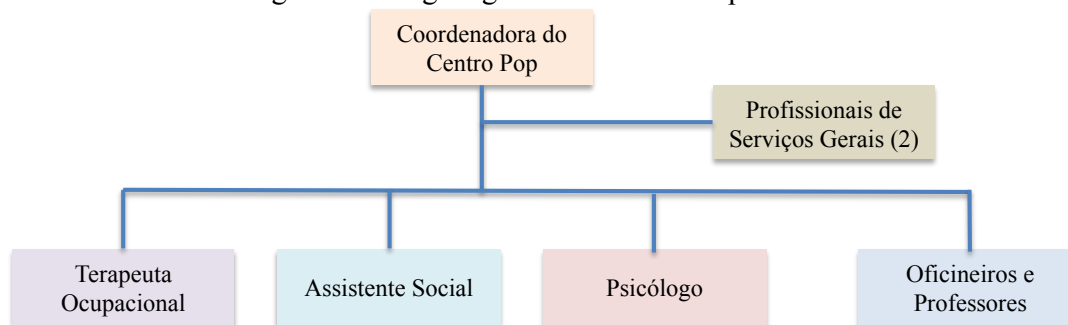 Coordenadora do
Centro Pop
Profissionais de
Serviços Gerais (2)
Terapeuta
Ocupacional
Assistente Social
Psicólogo
Oficineiros e
Professores